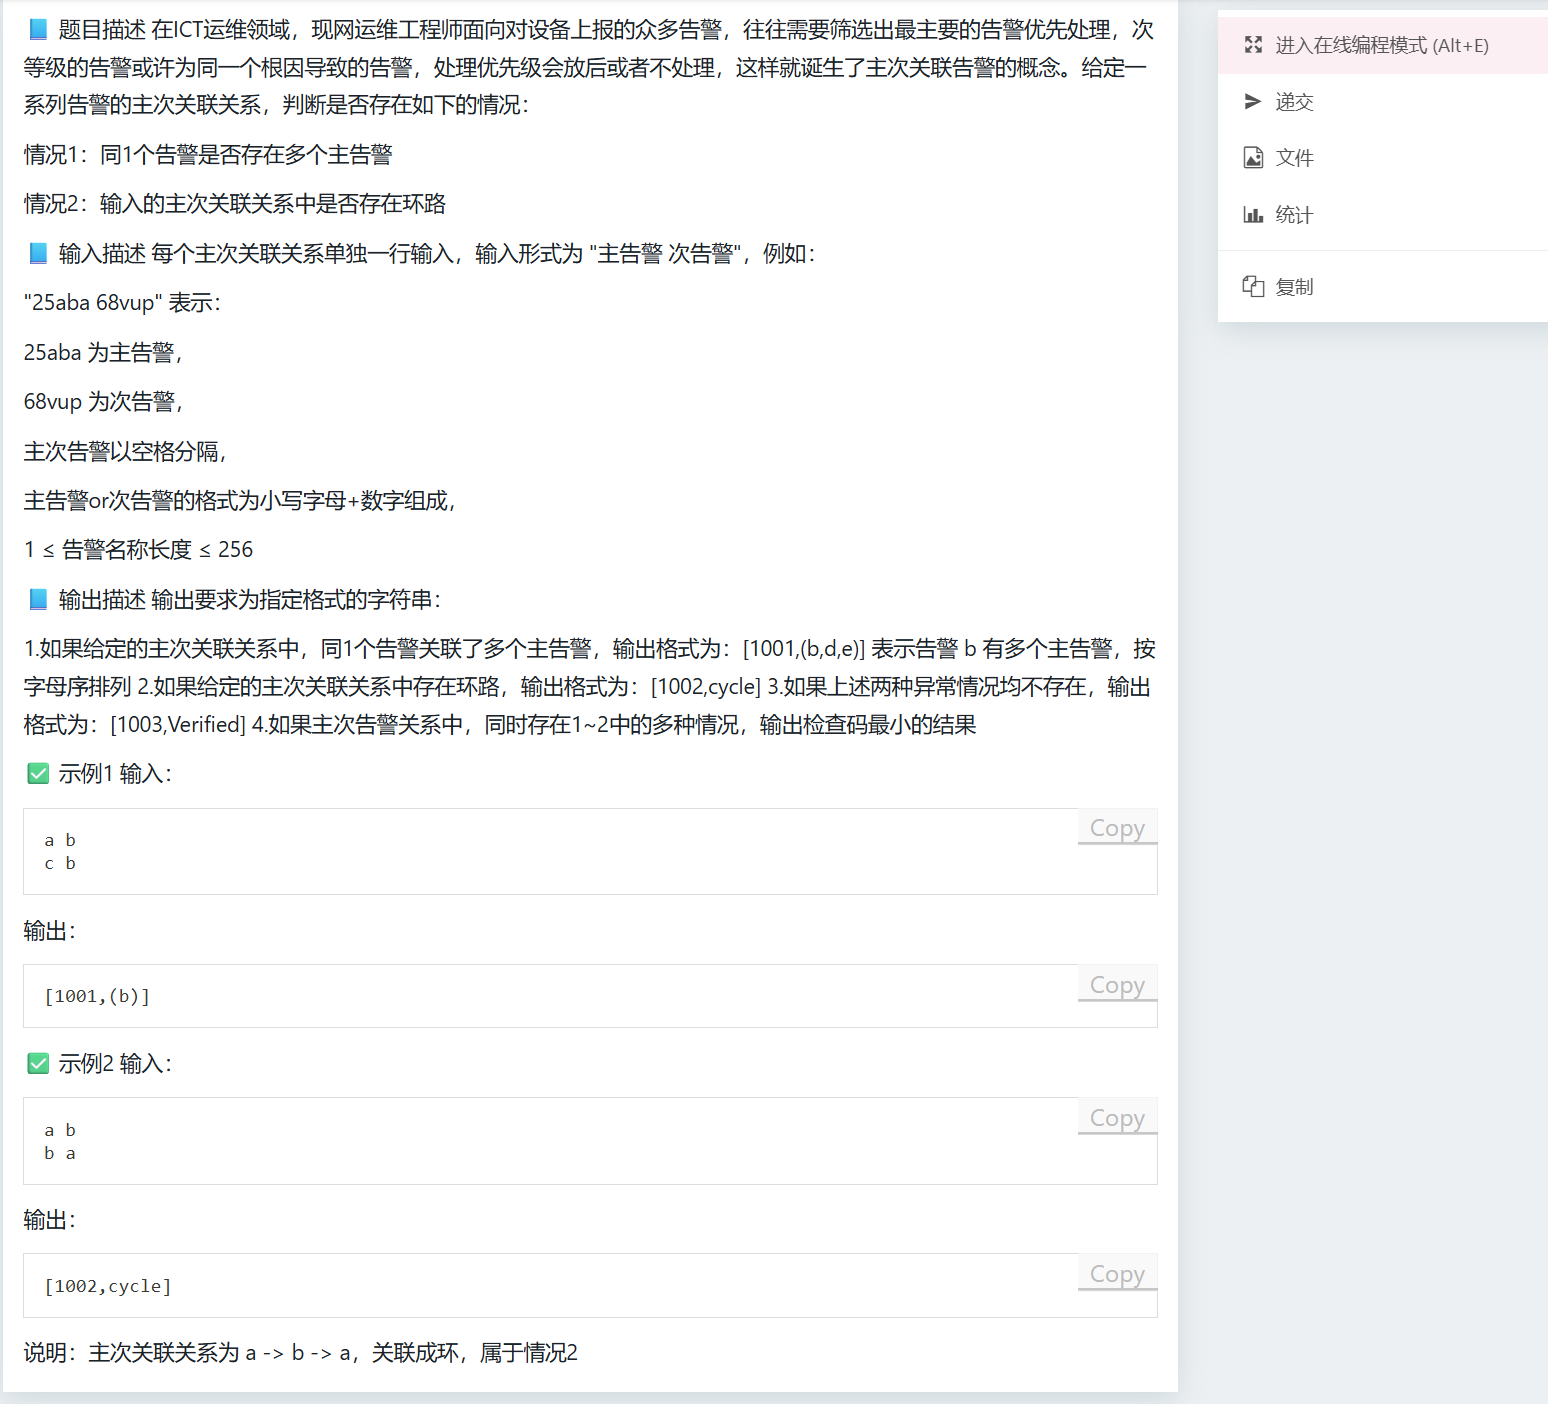 📘 题目描述 在ICT运维领域，现网运维工程师面向对设备上报的众多告警，往往需要筛选出最主要的告警优先处理，次
等级的告警或许为同一个根因导致的告警，处理优先级会放后或者不处理，这样就诞生了主次关联告警的概念。给定一
系列告警的主次关联关系，判断是否存在如下的情况：
情况1：同1个告警是否存在多个主告警
情况2：输入的主次关联关系中是否存在环路
📘 输入描述 每个主次关联关系单独一行输入，输入形式为 "主告警 次告警"，例如：
"25aba 68vup" 表示：
25aba 为主告警，
68vup 为次告警，
主次告警以空格分隔，
主告警or次告警的格式为小写字母+数字组成，
1 ≤ 告警名称长度 ≤ 256
📘 输出描述 输出要求为指定格式的字符串：
1.如果给定的主次关联关系中，同1个告警关联了多个主告警，输出格式为：[1001,(b,d,e)] 表示告警 b 有多个主告警，按
字母序排列 2.如果给定的主次关联关系中存在环路，输出格式为：[1002,cycle] 3.如果上述两种异常情况均不存在，输出
格式为：[1003,Verified] 4.如果主次告警关系中，同时存在1~2中的多种情况，输出检查码最小的结果
✅ 示例1 输入：
Copy
a b
c b
输出：
Copy
[1001,(b)]
✅ 示例2 输入：
Copy
a b
b a
输出：
Copy
[1002,cycle]
说明：主次关联关系为 a -> b -> a，关联成环，属于情况2
进入在线编程模式 (Alt+E)
递交
文件
统计
复制